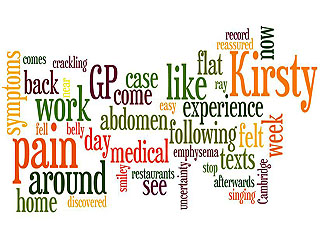 record
comes
crackling
reassured
now
GP
case
like
flat
ray
Kirsty
symptoms
back
near
come
easy
experience
work
abdomen
fell
belly
day
following
felt
week
pain
medical
emphysema
texts
around
smiley
restaurants
see
uncertainty
stop
afterwards
Cambridge
home
discovered
singing